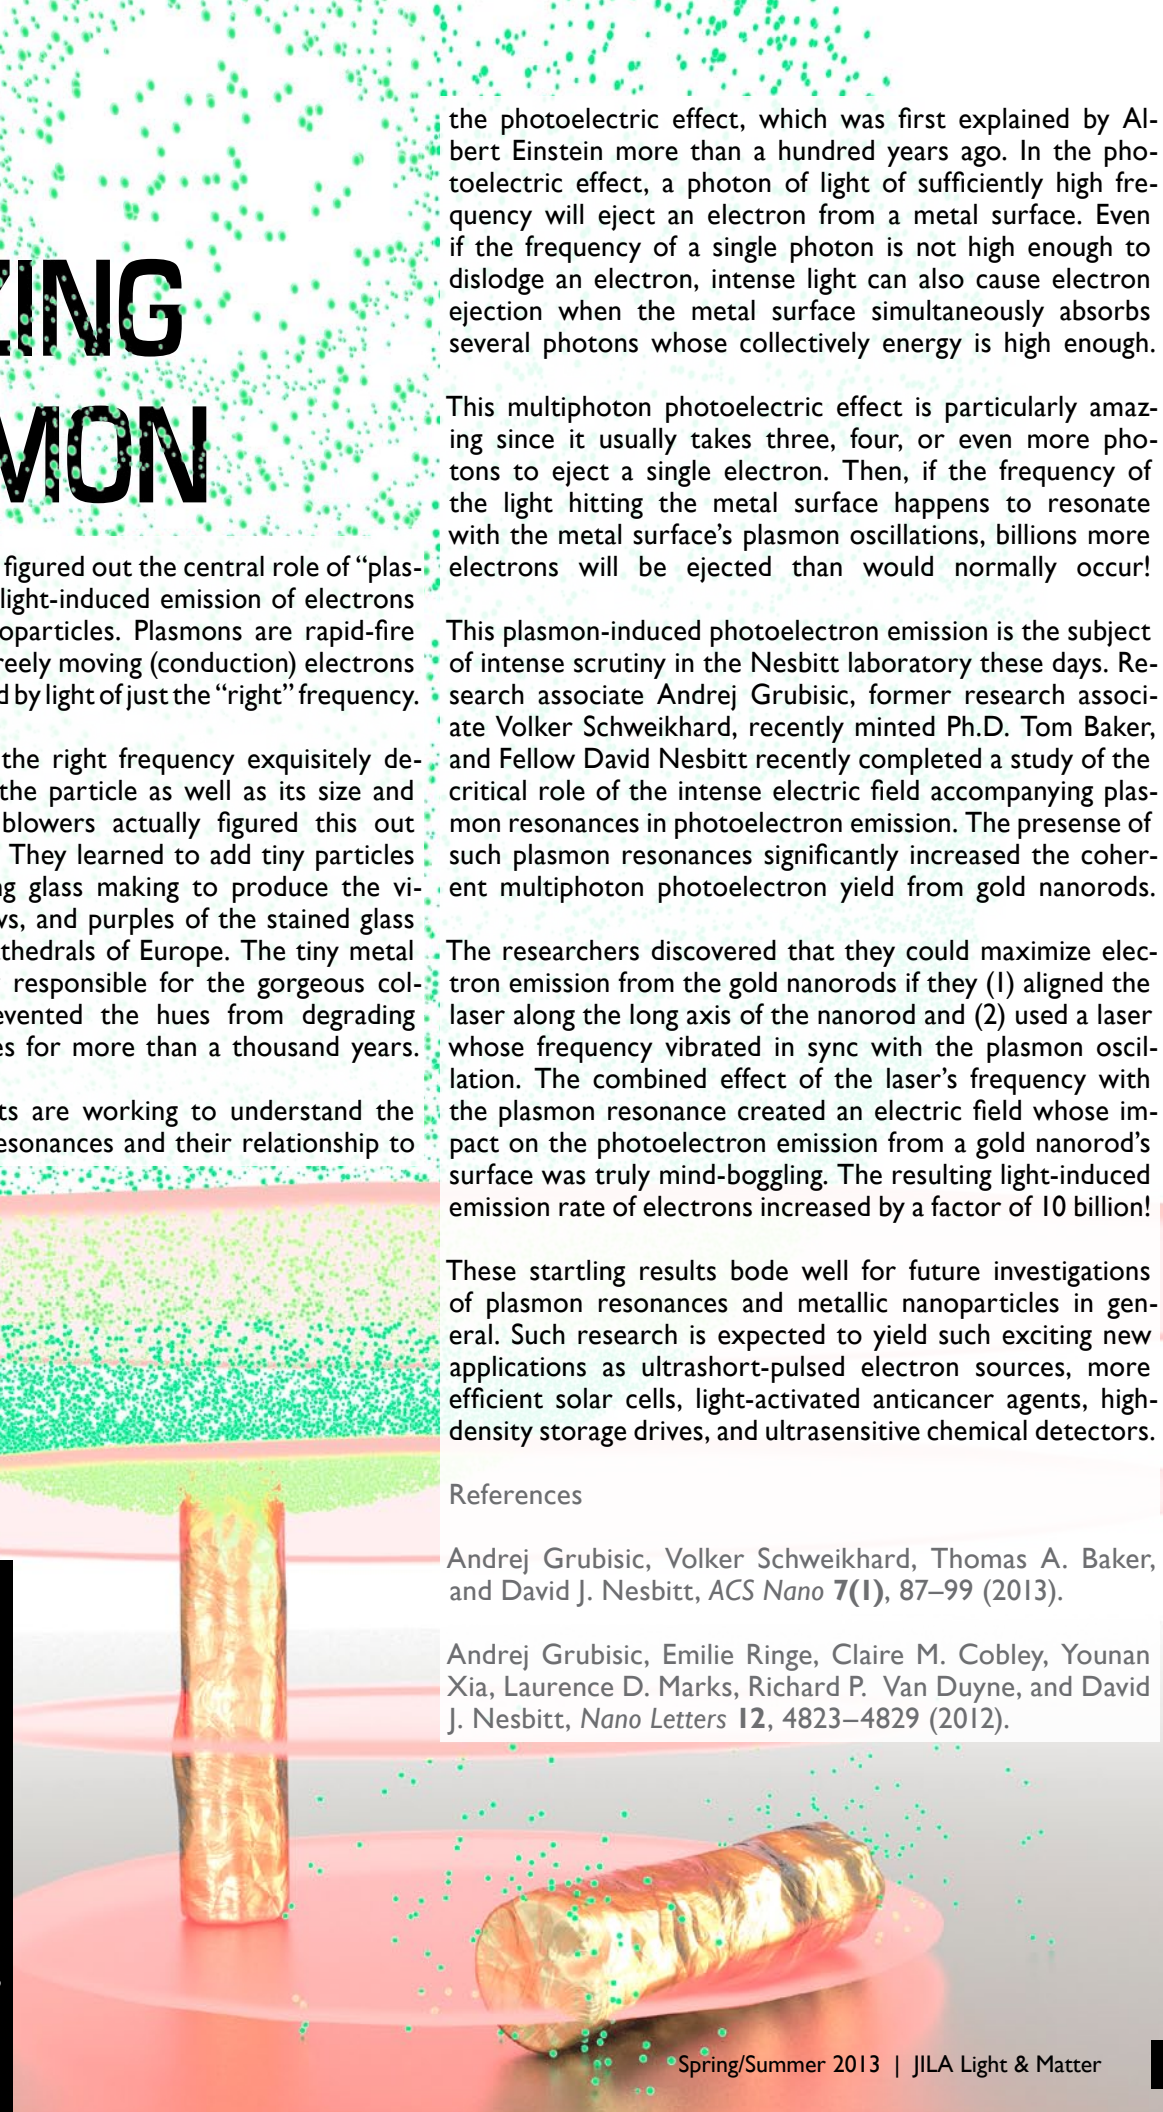 ZING
MON
figured out the central role of “plas-
light-induced emission of electrons
oparticles. Plasmons are rapid-fire
reely moving (conduction) electrons
d by light of just the “right” frequency.
the right frequency exquisitely de-
the particle as well as its size and
blowers actually figured this out
They learned to add tiny particles
ng glass making to produce the vi-
ws, and purples of the stained glass
thedrals of Europe. The tiny metal
responsible for the gorgeous col-
evented the hues from degrading
es for more than a thousand years.
ts are working to understand the
esonances and their relationship to
the photoelectric effect, which was first explained by Al-
bert Einstein more than a hundred years ago. In the pho-
toelectric effect, a photon of light of sufficiently high fre-
quency will eject an electron from a metal surface. Even
if the frequency of a single photon is not high enough to
dislodge an electron, intense light can also cause electron
ejection when the metal surface simultaneously absorbs
several photons whose collectively energy is high enough.
This multiphoton photoelectric effect is particularly amaz-
ing since it usually takes three, four, or even more pho-
tons to eject a single electron. Then, if the frequency of
the light hitting the metal surface happens to resonate
with the metal surface’s plasmon oscillations, billions more
electrons will be ejected than would normally occur!
This plasmon-induced photoelectron emission is the subject
of intense scrutiny in the Nesbitt laboratory these days. Re-
search associate Andrej Grubisic, former research associ-
ate Volker Schweikhard, recently minted Ph.D. Tom Baker,
and Fellow David Nesbitt recently completed a study of the
critical role of the intense electric field accompanying plas-
mon resonances in photoelectron emission. The presense of
such plasmon resonances significantly increased the coher-
ent multiphoton photoelectron yield from gold nanorods.
The researchers discovered that they could maximize elec-
tron emission from the gold nanorods if they (1) aligned the
laser along the long axis of the nanorod and (2) used a laser
whose frequency vibrated in sync with the plasmon oscil-
lation. The combined effect of the laser’s frequency with
the plasmon resonance created an electric field whose im-
pact on the photoelectron emission from a gold nanorod’s
surface was truly mind-boggling. The resulting light-induced
emission rate of electrons increased by a factor of 10 billion!
These startling results bode well for future investigations
of plasmon resonances and metallic nanoparticles in gen-
eral. Such research is expected to yield such exciting new
applications as ultrashort-pulsed electron sources, more
efficient solar cells, light-activated anticancer agents, high-
density storage drives, and ultrasensitive chemical detectors.
References
Andrej Grubisic, Volker Schweikhard, Thomas A. Baker,
and David J. Nesbitt, ACS Nano 7(1), 87–99 (2013).
Andrej Grubisic, Emilie Ringe, Claire M. Cobley, Younan
Xia, Laurence D. Marks, Richard P. Van Duyne, and David
J. Nesbitt, Nano Letters 12, 4823–4829 (2012).
Spring/Summer 2013 | JILA Light & Matter